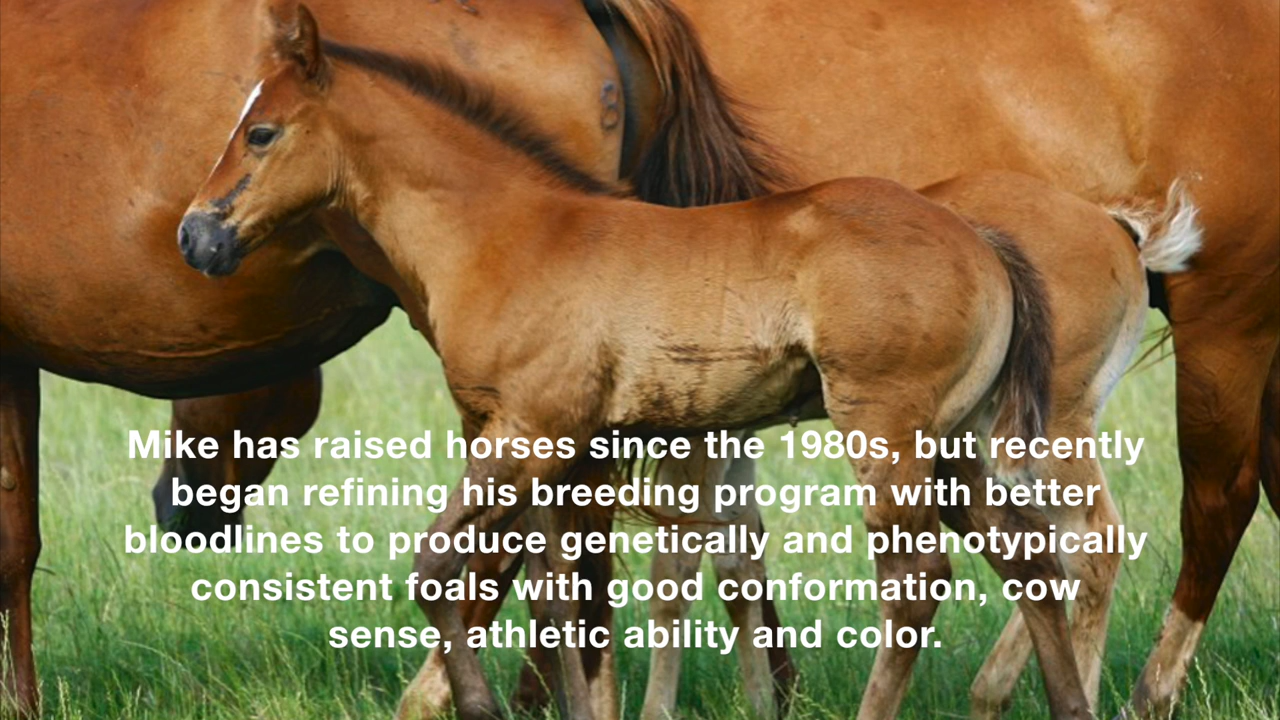 Mike has raised horses since the 1980s, but recently
began refining his breeding program with better
bloodlines to produce genetically and phenotypically
consistent foals with good conformation, cow
sense, athletic ability and color.